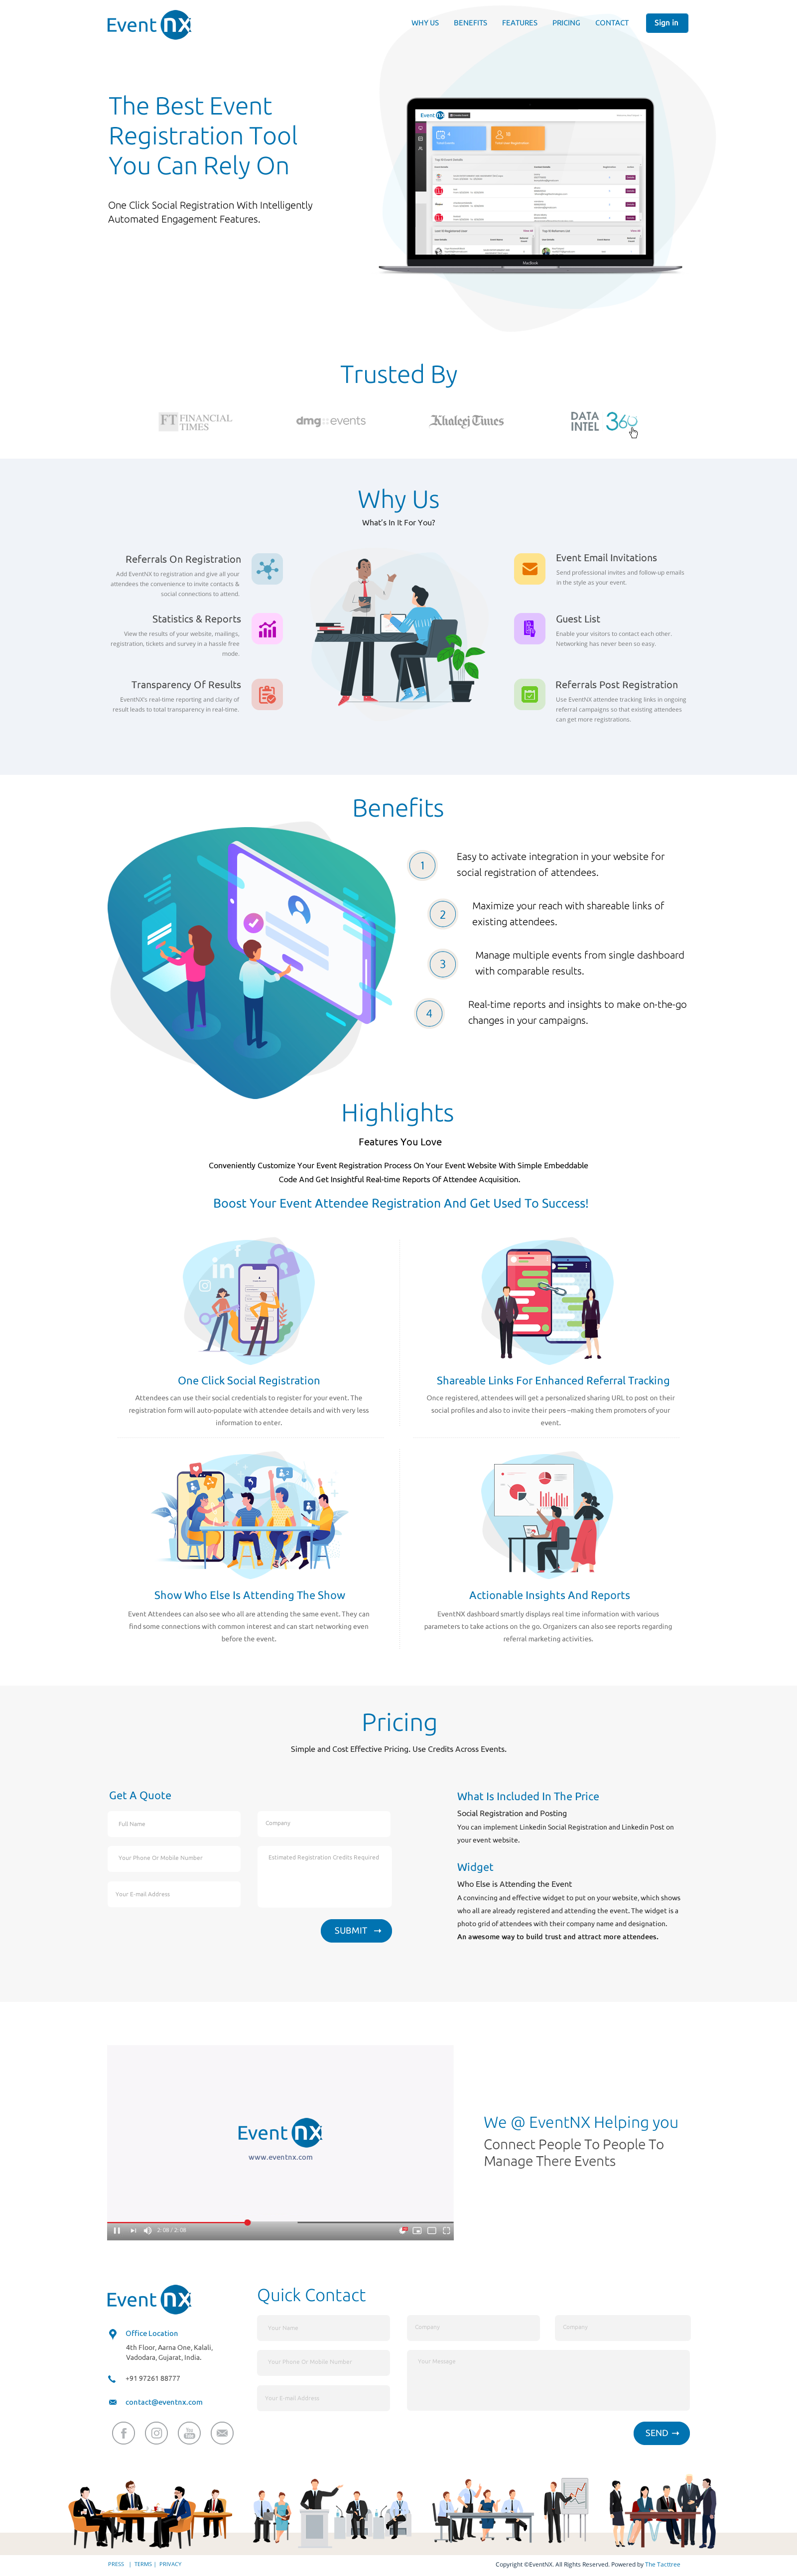 Event nx
WHY US
BENEFITS
FEATURES
PRICING
CONTACT
Sign in
The Best Event
Registration Tool
You Can Rely On
One Click Social Registration With Intelligently
Automated Engagement Features.
Event nx
MacBook
Trusted By
FT FINANCIAL
TIMES
dmg::events
Khaleej Times
DATA
INTEL 360
Why Us
What's In It For You?
Referrals On Registration
Add EventNX to registration and give all your
attendees the convenience to invite contacts &
social connections to attend.
Statistics & Reports
View the results of your website, mailings,
registration, tickets and survey in a hassle free
mode.
Transparency Of Results
EventNX's real-time reporting and clarity of
result leads to total transparency in real-time.
Event Email Invitations
Send professional invites and follow-up emails
in the style as your event.
Guest List
Enable your visitors to contact each other.
Networking has never been so easy.
Referrals Post Registration
Use EventNX attendee tracking links in ongoing
referral campaigns so that existing attendees
can get more registrations.
Benefits
1
Easy to activate integration in your website for
social registration of attendees.
2
Maximize your reach with shareable links of
existing attendees.
3
Manage multiple events from single dashboard
with comparable results.
4
Real-time reports and insights to make on-the-go
changes in your campaigns.
Highlights
Features You Love
Conveniently Customize Your Event Registration Process On Your Event Website With Simple Embeddable
Code And Get Insightful Real-time Reports Of Attendee Acquisition.
Boost Your Event Attendee Registration And Get Used To Success!
One Click Social Registration
Attendees can use their social credentials to register for your event. The
registration form will auto-populate with attendee details and with very less
information to enter.
Shareable Links For Enhanced Referral Tracking
Once registered, attendees will get a personalized sharing URL to post on their
social profiles and also to invite their peers –making them promoters of your
event.
Show Who Else Is Attending The Show
Event Attendees can also see who all are attending the same event. They can
find some connections with common interest and can start networking even
before the event.
Actionable Insights And Reports
EventNX dashboard smartly displays real time information with various
parameters to take actions on the go. Organizers can also see reports regarding
referral marketing activities.
Pricing
Simple and Cost Effective Pricing. Use Credits Across Events.
Get A Quote
Full Name
Company
Your Phone Or Mobile Number
Estimated Registration Credits Required
Your E-mail Address
SUBMIT →
What Is Included In The Price
Social Registration and Posting
You can implement Linkedin Social Registration and Linkedin Post on
your event website.
Widget
Who Else is Attending the Event
A convincing and effective widget to put on your website, which shows
who all are already registered and attending the event. The widget is a
photo grid of attendees with their company name and designation.
An awesome way to build trust and attract more attendees.
Event nx
www.eventnx.com
2:08 / 2:08
We @ EventNX Helping you
Connect People To People To
Manage There Events
Event nx
Office Location
4th Floor, Aarna One, Kalali,
Vadodara, Gujarat, India.
+91 97261 88777
contact@eventnx.com
Quick Contact
Your Name
Company
Company
Your Phone Or Mobile Number
Your Message
Your E-mail Address
SEND →
PRESS | TERMS | PRIVACY
Copyright ©EventNX. All Rights Reserved. Powered by The Tacttree